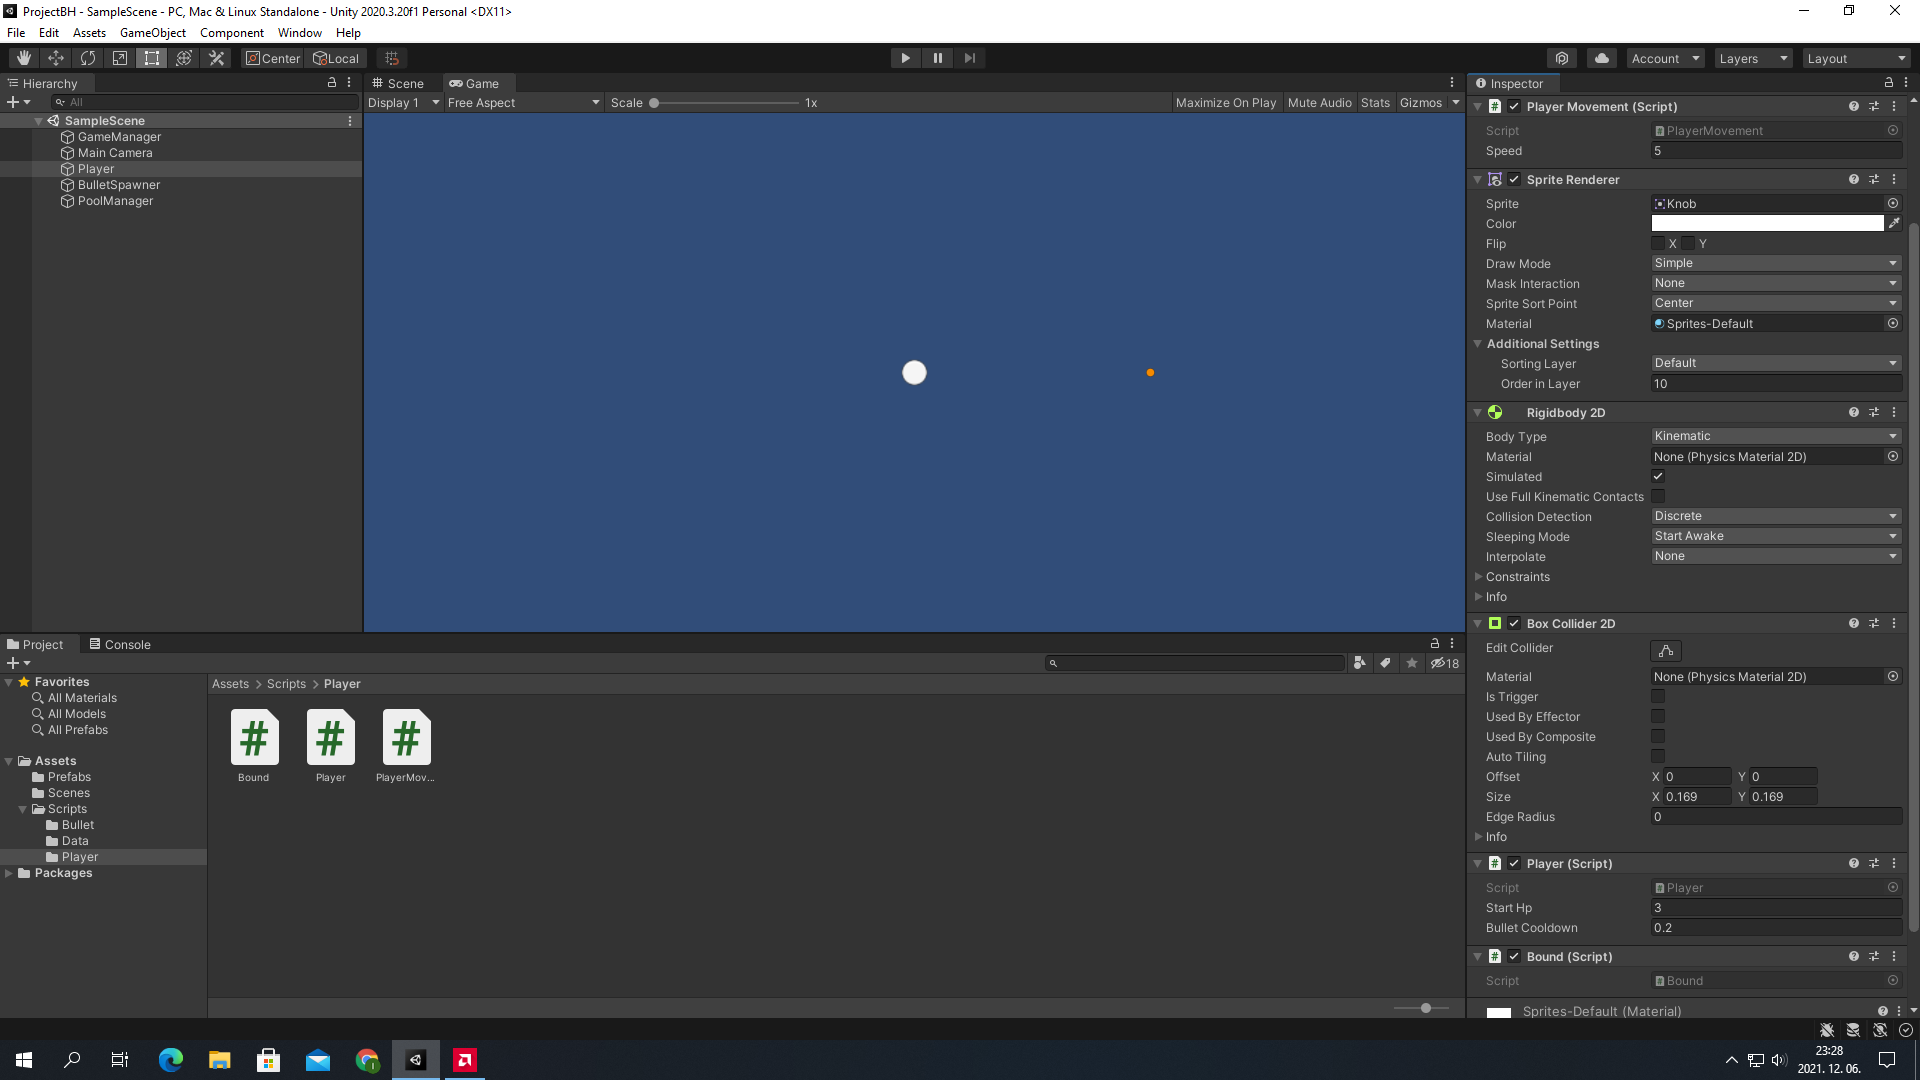 ProjectBH - SampleScene - PC, Mac & Linux Standalone - Unity 2020.3.20f1 Personal <DX11>
File Edit Assets GameObject Component Window Help
Center Local Account Layers Layout
Hierarchy
All
SampleScene
GameManager
Main Camera
Player
BulletSpawner
PoolManager
Scene Game
Display 1 Free Aspect Scale 1x Maximize On Play Mute Audio Stats Gizmos
Inspector
Player Movement (Script)
Script PlayerMovement
Speed 5
Sprite Renderer
Sprite Knob
Color
Flip X Y
Draw Mode Simple
Mask Interaction None
Sprite Sort Point Center
Material Sprites-Default
Additional Settings
Sorting Layer Default
Order in Layer 10
Rigidbody 2D
Body Type Kinematic
Material None (Physics Material 2D)
Simulated
Use Full Kinematic Contacts
Collision Detection Discrete
Sleeping Mode Start Awake
Interpolate None
Constraints
Info
Box Collider 2D
Edit Collider
Material None (Physics Material 2D)
Is Trigger
Used By Effector
Used By Composite
Auto Tiling
Offset X 0 Y 0
Size X 0.169 Y 0.169
Edge Radius 0
Info
Player (Script)
Script Player
Start Hp 3
Bullet Cooldown 0.2
Bound (Script)
Script Bound
Sprites-Default (Material)
Project Console
18
Favorites
All Materials
All Models
All Prefabs
Assets
Prefabs
Scenes
Scripts
Bullet
Data
Player
Packages
Assets > Scripts > Player
Bound Player PlayerMov...
23:28
2021. 12. 06.